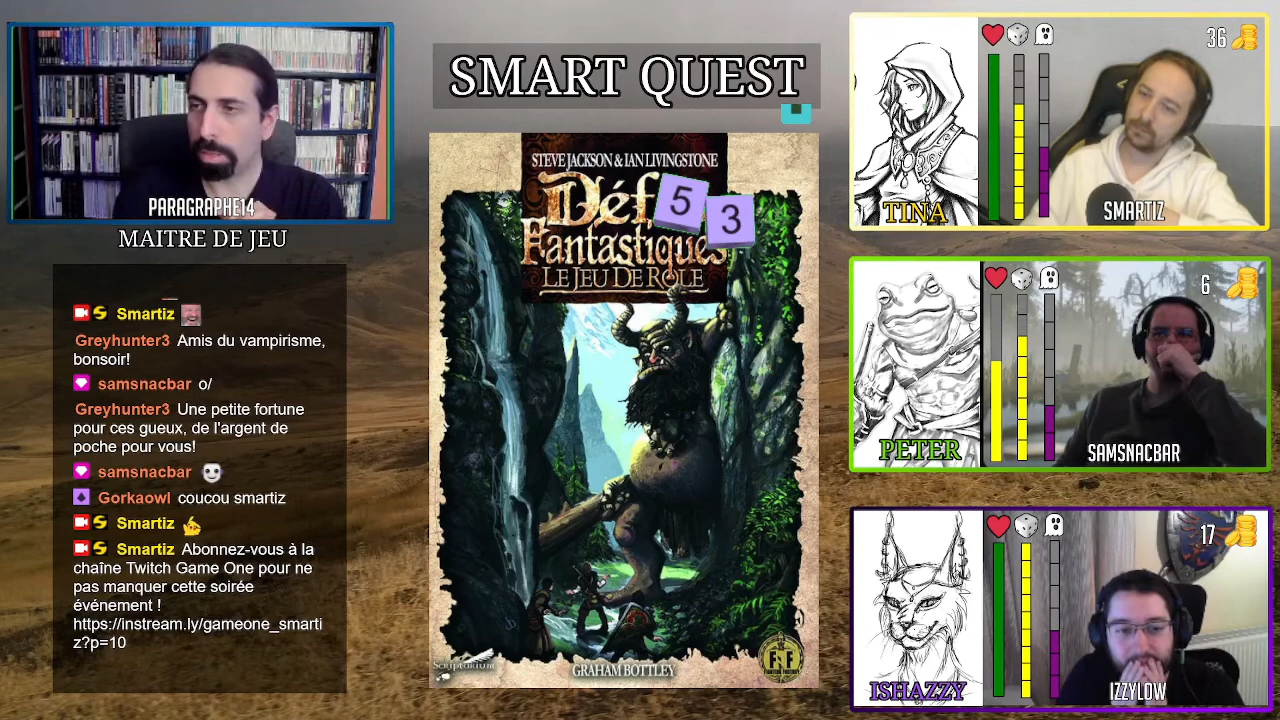 PARAGRAPHE14
MAITRE DE JEU
Smartiz
Greyhunter3 Amis du vampirisme,
bonsoir!
samsnacbar o/
Greyhunter3 Une petite fortune
pour ces gueux, de l'argent de
poche pour vous!
samsnacbar
Gorkaowl coucou smartiz
Smartiz
Smartiz Abonnez-vous à la
chaîne Twitch Game One pour ne
pas manquer cette soirée
événement !
https://instream.ly/gameone_smarti
z?p=10
SMART QUEST
STEVE JACKSON & IAN LIVINGSTONE
Déf
5
3
Fantastiques
LE JEU DE RÔLE
SCRIPTARIUM
GRAHAM BOTTLEY
FF
36
TINA
SMARTIZ
6
PETER
SAMSNACBAR
17
ISHAZZY
IZZYLOW